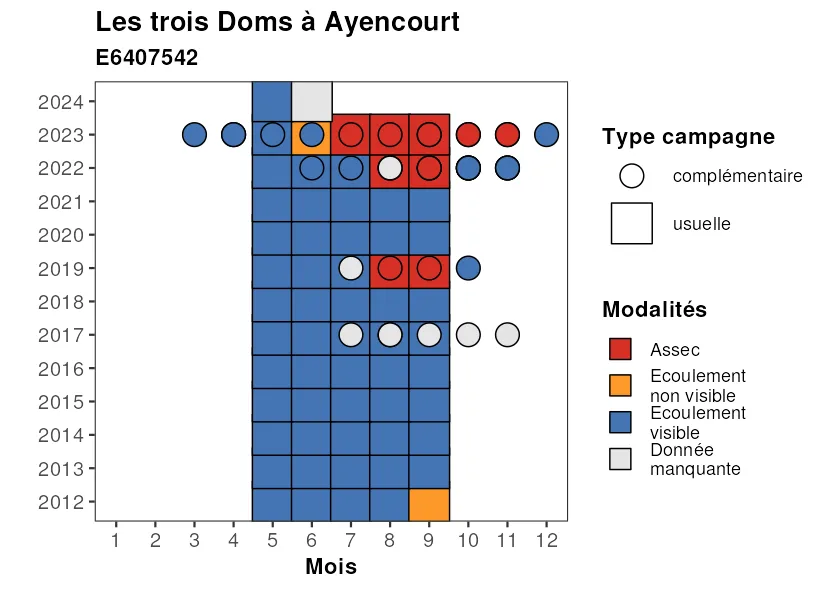 Les trois Doms à Ayencourt
E6407542
2024
2023
2022
2021
2020
2019
2018
2017
2016
2015
2014
2013
2012
1 2 3 4 5 6 7 8 9 10 11 12
Mois
Type campagne
complémentaire
usuelle
Modalités
Assec
Ecoulement
non visible
Ecoulement
visible
Donnée
manquante